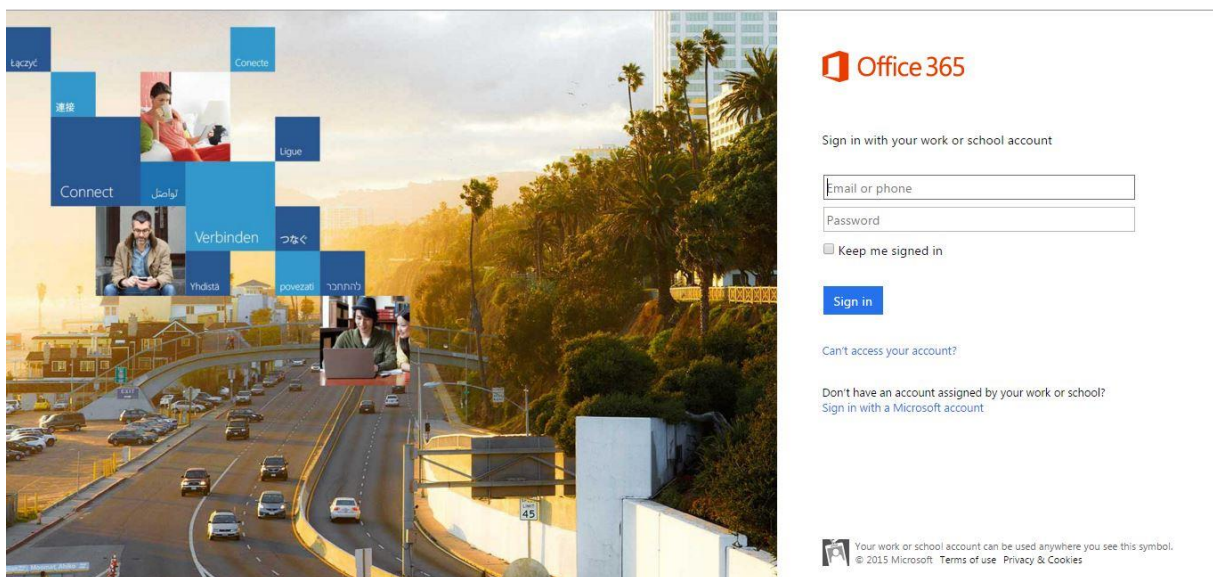 Łączyć
Conecte
連接
Ligue
Connect
تواصَل
Verbinden
つなぐ
Yhdistä
povezati
להתחבר
LIMIT
45
Office 365
Sign in with your work or school account
Email or phone
Password
Keep me signed in
Sign in
Can't access your account?
Don't have an account assigned by your work or school?
Sign in with a Microsoft account
Your work or school account can be used anywhere you see this symbol.
© 2015 Microsoft Terms of use Privacy & Cookies